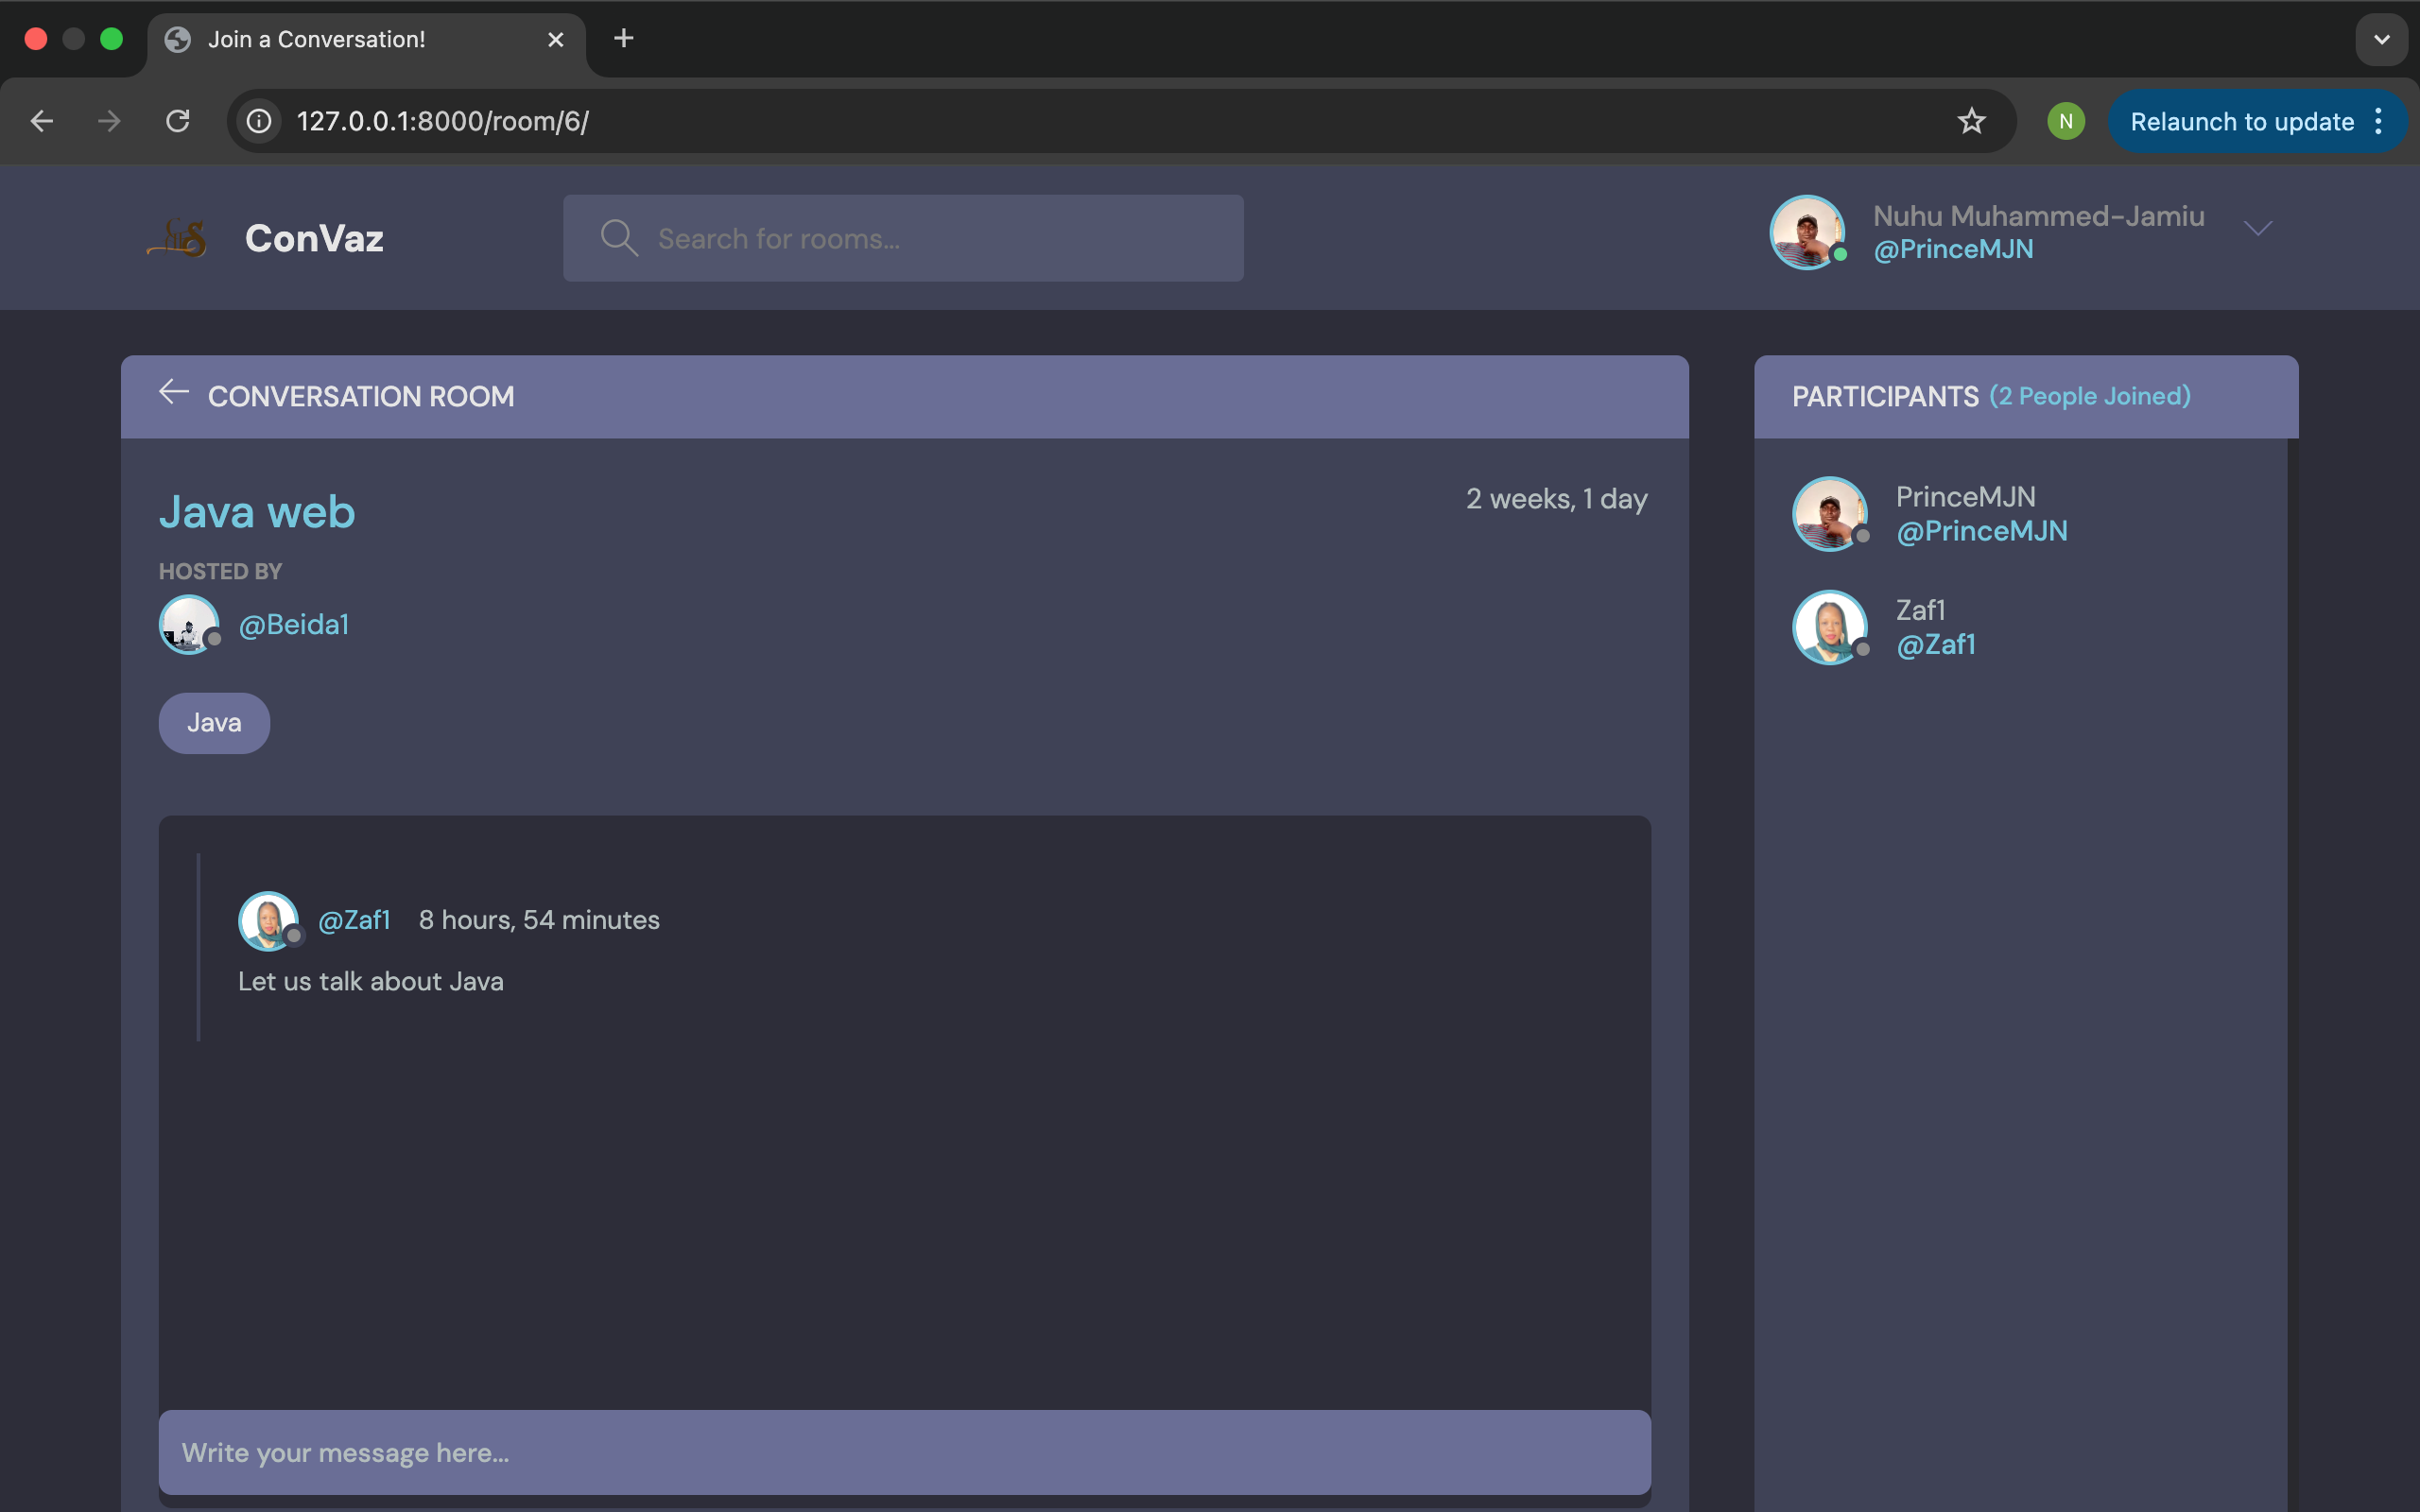 Join a Conversation!
127.0.0.1:8000/room/6/
N
Relaunch to update
ConVaz
Search for rooms...
Nuhu Muhammed-Jamiu
@PrinceMJN
CONVERSATION ROOM
Java web
2 weeks, 1 day
HOSTED BY
@Beida1
Java
@Zaf1 8 hours, 54 minutes
Let us talk about Java
Write your message here...
PARTICIPANTS (2 People Joined)
PrinceMJN
@PrinceMJN
Zaf1
@Zaf1